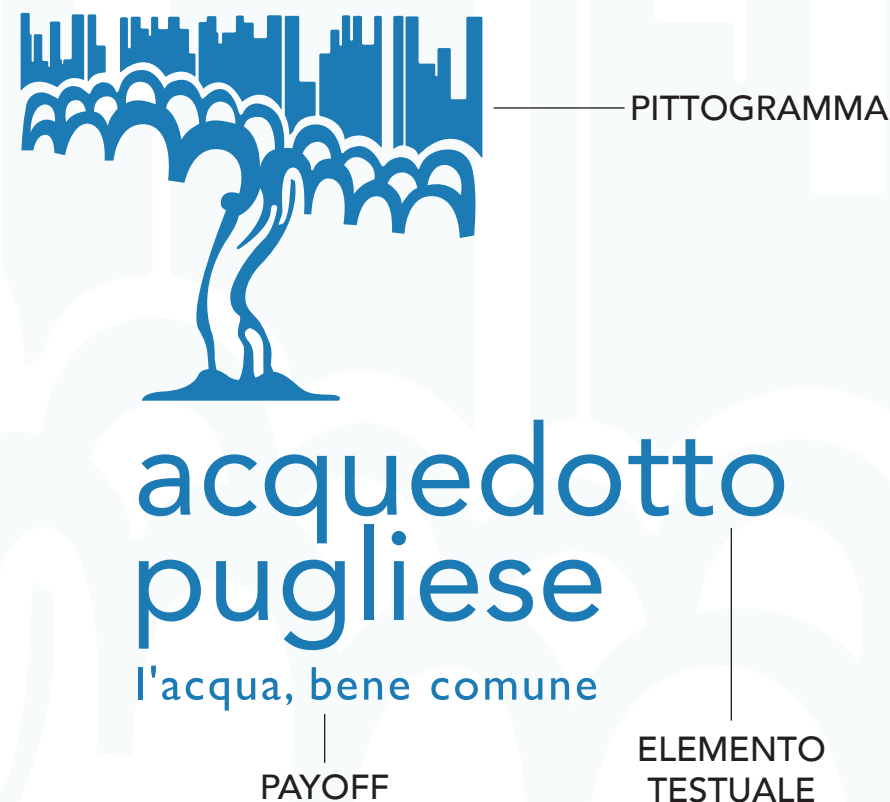 PITTOGRAMMA
acquedotto
pugliese
l'acqua, bene comune
PAYOFF
ELEMENTO
TESTUALE